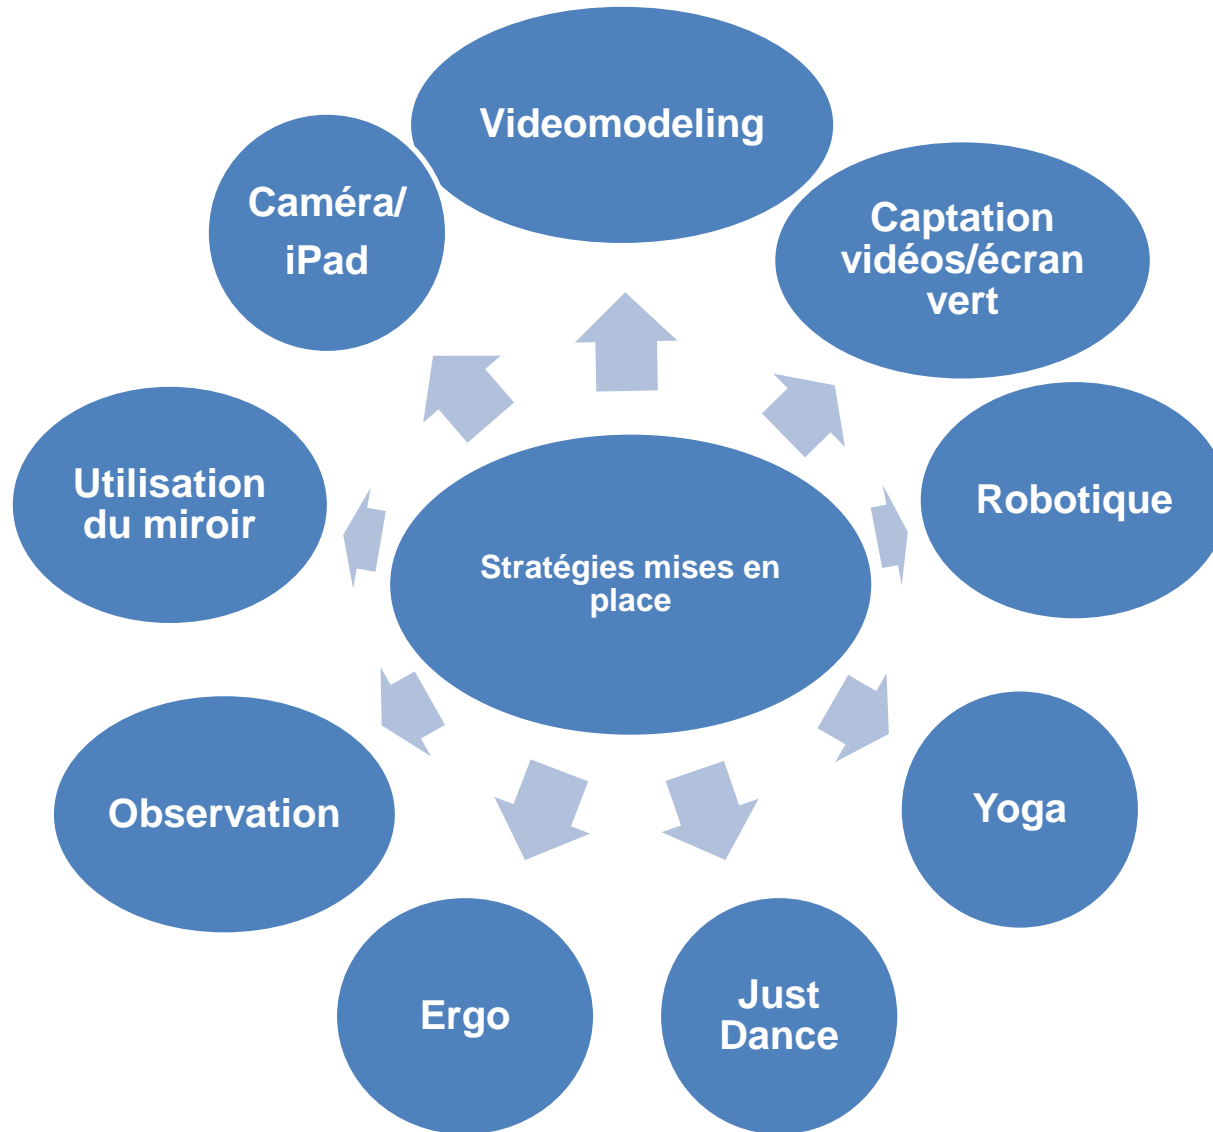 Videomodeling
Caméra/
iPad
Captation
vidéos/écran
vert
Utilisation
du miroir
Robotique
Stratégies mises en
place
Observation
Yoga
Ergo
Just
Dance